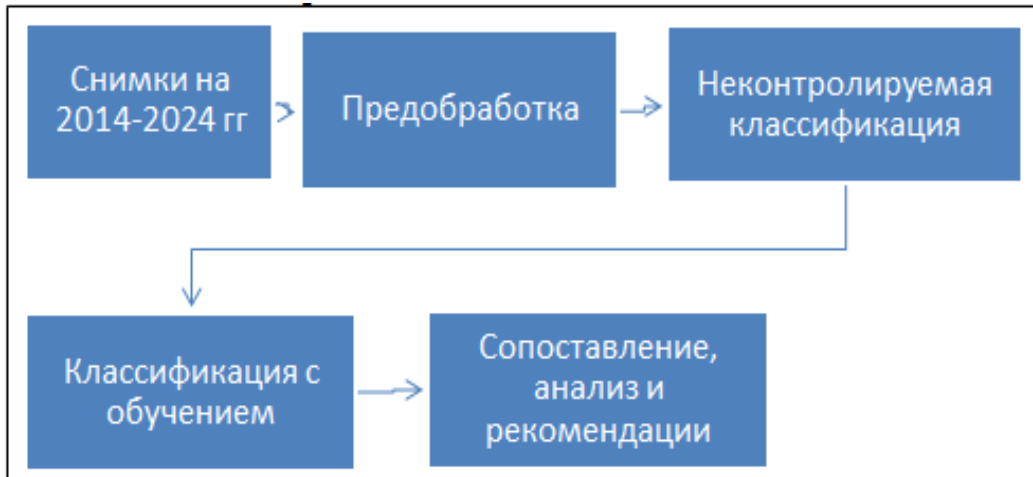 Снимки на
2014-2024 гг
Предобработка
Неконтролируемая
классификация
Классификация с
обучением
Сопоставление,
анализ и
рекомендации